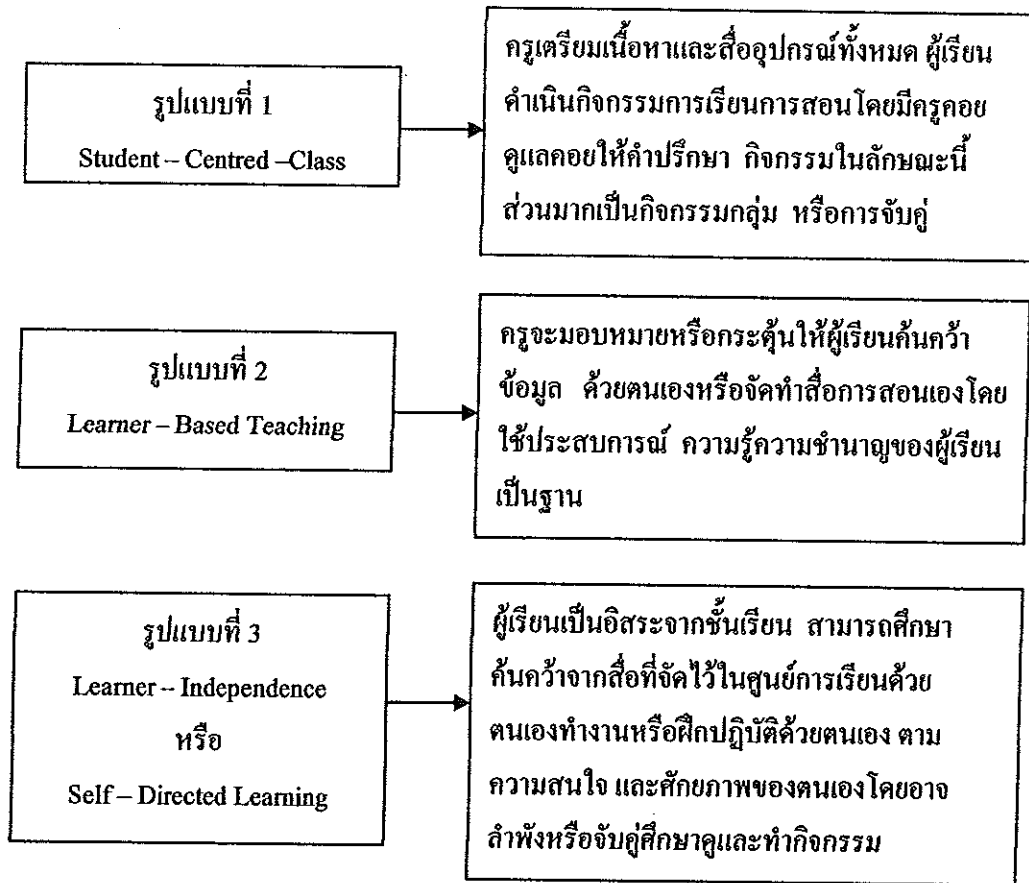 รูปแบบที่ 1
Student – Centred –Class
ครูเตรียมเนื้อหาและสื่ออุปกรณ์ทั้งหมด ผู้เรียน
ดำเนินกิจกรรมการเรียนการสอนโดยมีครูคอย
ดูแลคอยให้คำปรึกษา กิจกรรมในลักษณะนี้
ส่วนมากเป็นกิจกรรมกลุ่ม หรือการจับคู่
รูปแบบที่ 2
Learner – Based Teaching
ครูจะมอบหมายหรือกระตุ้นให้ผู้เรียนค้นคว้า
ข้อมูล ด้วยตนเองหรือจัดทำสื่อการสอนเองโดย
ใช้ประสบการณ์ ความรู้ความชำนาญของผู้เรียน
เป็นฐาน
รูปแบบที่ 3
Learner – Independence
หรือ
Self – Directed Learning
ผู้เรียนเป็นอิสระจากชั้นเรียน สามารถศึกษา
ค้นคว้าจากสื่อที่จัดไว้ในศูนย์การเรียนด้วย
ตนเองทำงานหรือฝึกปฏิบัติด้วยตนเอง ตาม
ความสนใจ และศักยภาพของตนเองโดยอาจ
ลำพังหรือจับคู่ศึกษาดูและทำกิจกรรม